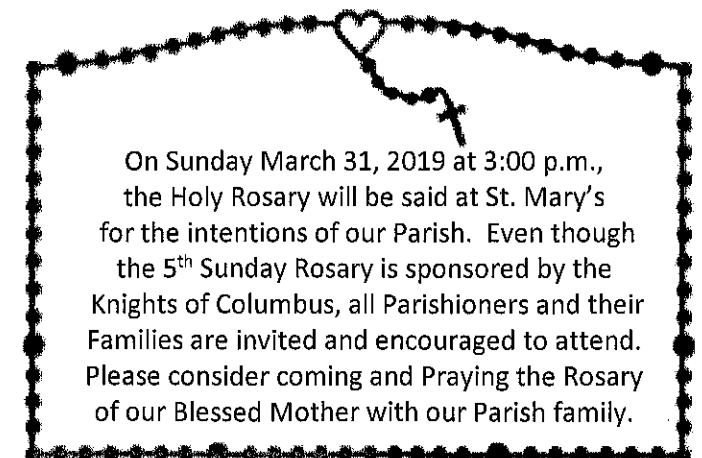 On Sunday March 31, 2019 at 3:00 p.m.,
the Holy Rosary will be said at St. Mary's
for the intentions of our Parish.  Even though
the 5th Sunday Rosary is sponsored by the
Knights of Columbus, all Parishioners and their
Families are invited and encouraged to attend.
Please consider coming and Praying the Rosary
of our Blessed Mother with our Parish family.